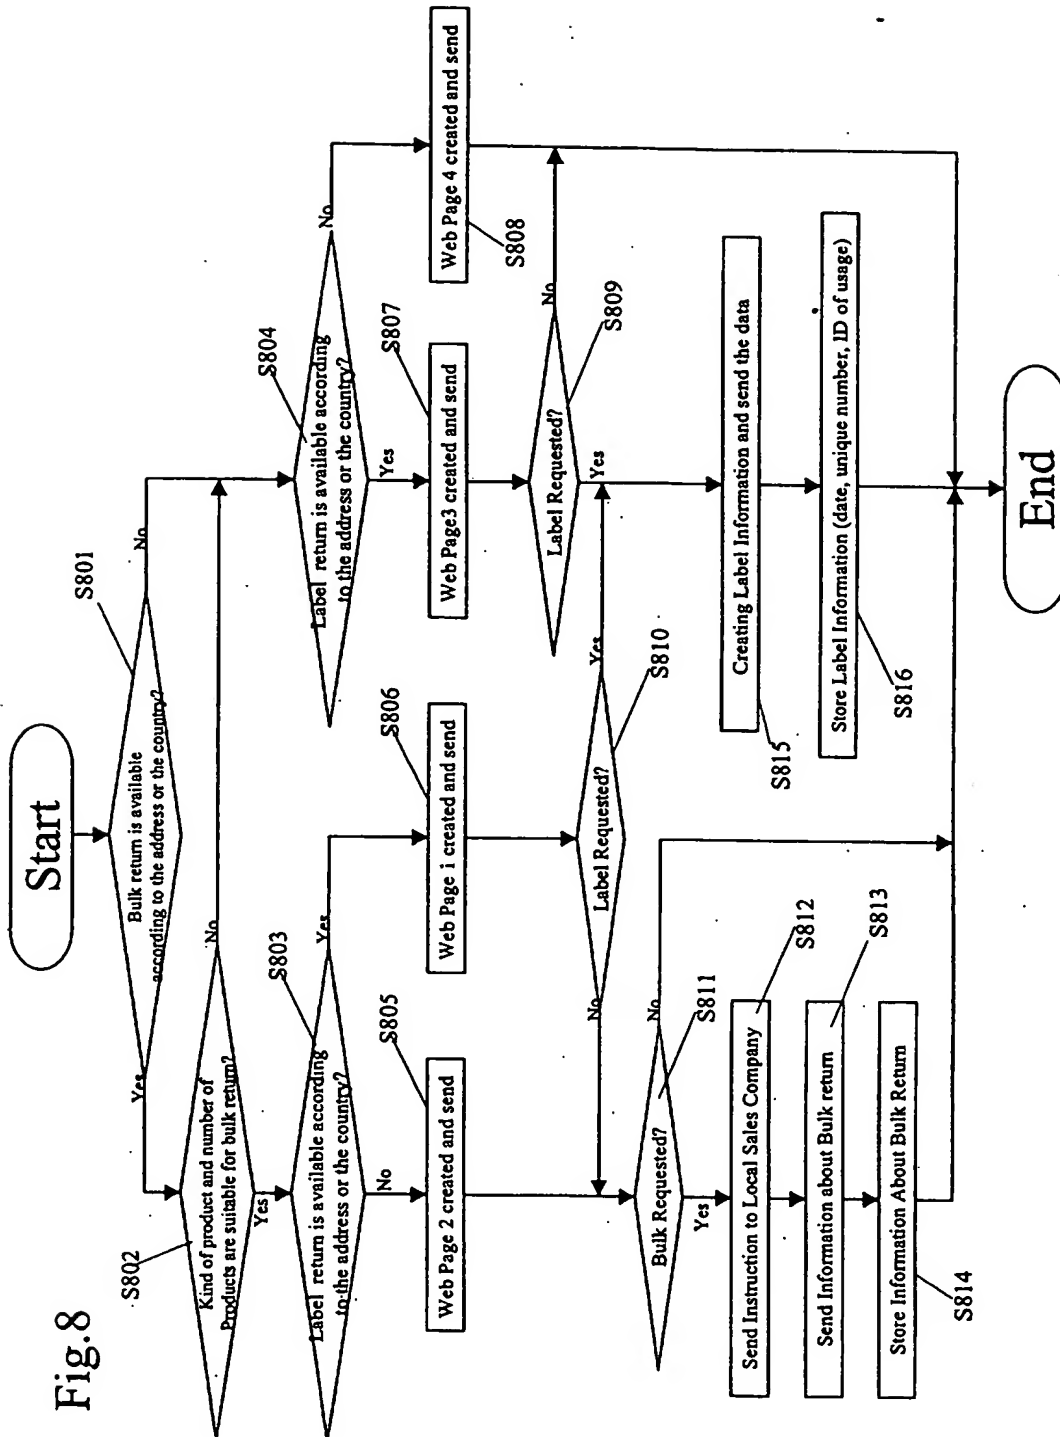 Fig.8
Start
Bulk return is available
according to the address or the country?
S801
Yes
No
Kind of product and number of
Products are suitable for bulk return?
S802
No
Yes
Label return is available according
to the address or the country?
S803
Yes
No
Label return is available according
to the address or the country?
S804
No
Yes
Web Page 2 created and send
S805
Web Page 1 created and send
S806
Web Page3 created and send
S807
Web Page 4 created and send
S808
Label Requested?
S809
No
Yes
Label Requested?
S810
No
Yes
Bulk Requested?
S811
No
Yes
Send Instruction to Local Sales Company
S812
Send Information about Bulk return
S813
Store Information About Bulk Return
S814
Creating Label Information and send the data
S815
Store Label Information (date, unique number, ID of usage)
S816
End